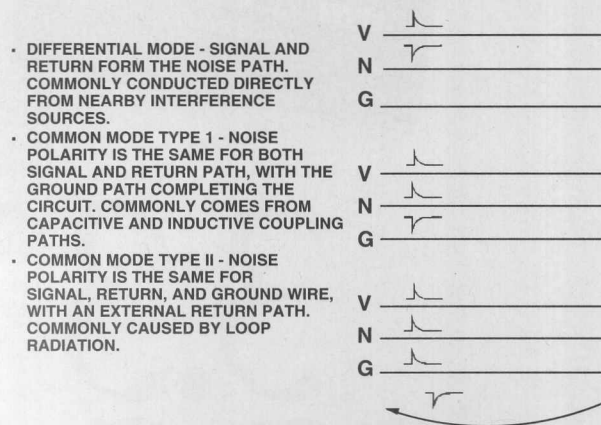 - DIFFERENTIAL MODE - SIGNAL AND
RETURN FORM THE NOISE PATH.
COMMONLY CONDUCTED DIRECTLY
FROM NEARBY INTERFERENCE
SOURCES.
- COMMON MODE TYPE 1 - NOISE
POLARITY IS THE SAME FOR BOTH
SIGNAL AND RETURN PATH, WITH THE
GROUND PATH COMPLETING THE
CIRCUIT. COMMONLY COMES FROM
CAPACITIVE AND INDUCTIVE COUPLING
PATHS.
- COMMON MODE TYPE II - NOISE
POLARITY IS THE SAME FOR
SIGNAL, RETURN, AND GROUND WIRE,
WITH AN EXTERNAL RETURN PATH.
COMMONLY CAUSED BY LOOP
RADIATION.
V
N
G
V
N
G
V
N
G